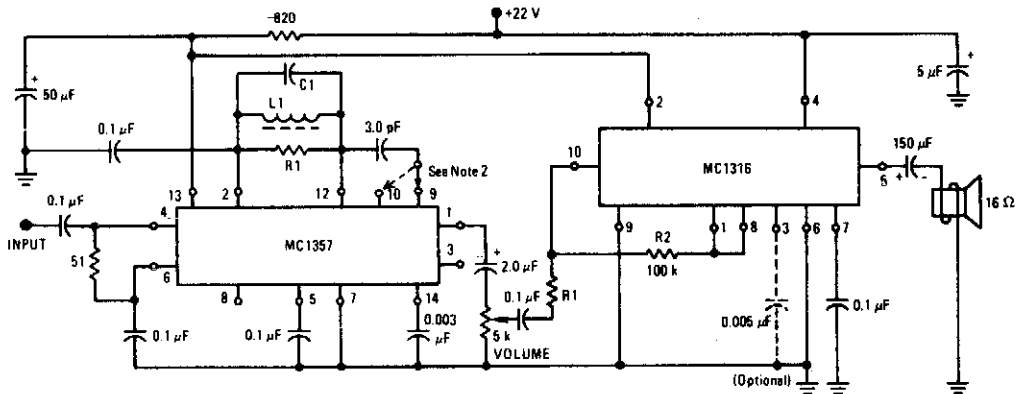 +22 V
-820
50 μF
+
C1
L1
R1
0.1 μF
3.0 pF
See Note 2
13
2
12
10
9
0.1 μF
INPUT
51
4
6
MC1357
1
3
8
5
7
14
0.1 μF
0.1 μF
0.003
μF
+
2.0 μF
5 k
VOLUME
0.1 μF
R1
R2
100 k
2
4
10
MC1316
5
9
1
8
3
6
7
0.005 μF
(Optional)
0.1 μF
5 μF
+
150 μF
+
-
16 Ω